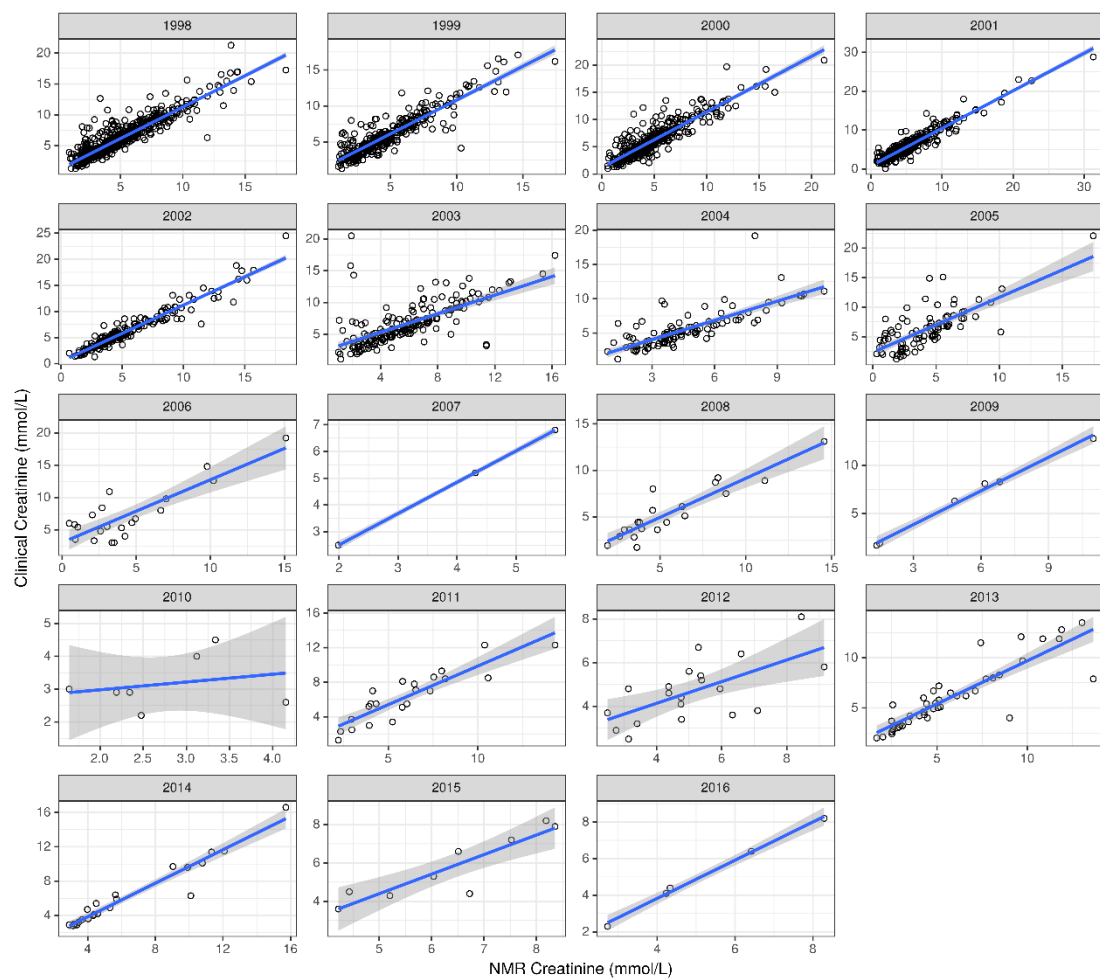 1998 1999 2000 2001
20 15 10 5
15 10 5
20 15 10 5 0
30 20 10 0
5 10 15
5 10 15
0 5 10 15 20
0 10 20 30
2002 2003 2004 2005
25 20 15 10 5 0
20 15 10 5
20 15 10 5 0
20 15 10 5
0 5 10 15
4 8 12 16
3 6 9
0 5 10 15
2006 2007 2008 2009
20 15 10 5 0
7 6 5 4 3
15 10 5
10 5
0 5 10 15
2 3 4 5
5 10 15
3 6 9
2010 2011 2012 2013
5 4 3 2
16 12 8 4
8 6 4
10 5
2.0 2.5 3.0 3.5 4.0
5 10
4 6 8
5 10
2014 2015 2016
16 12 8 4
8 6 4
8 6 4 2
4 8 12 16
5 6 7 8
4 6 8
Clinical Creatinine (mmol/L)
NMR Creatinine (mmol/L)